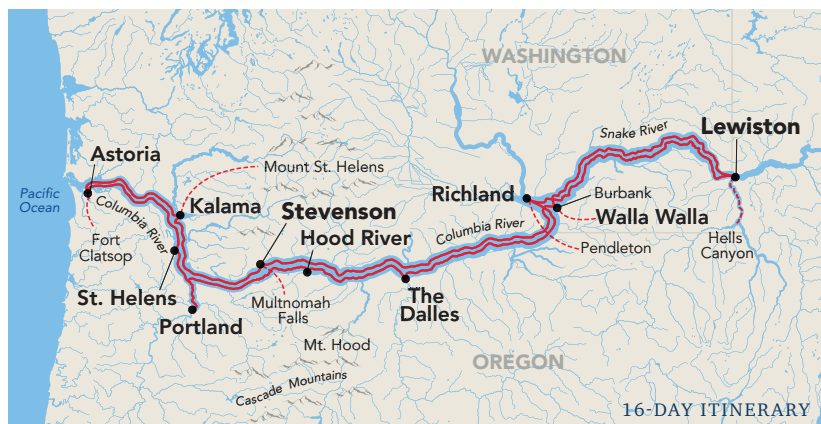 WASHINGTON
Snake River
Lewiston
Astoria
Mount St. Helens
Pacific
Ocean
Richland
Burbank
Kalama
Stevenson
Walla Walla
Columbia River
Columbia River
Hood River
Fort
Clatsop
Pendleton
Hells
Canyon
St. Helens
Multnomah
Falls
The
Dalles
Portland
Mt. Hood
OREGON
Cascade Mountains
16-DAY ITINERARY